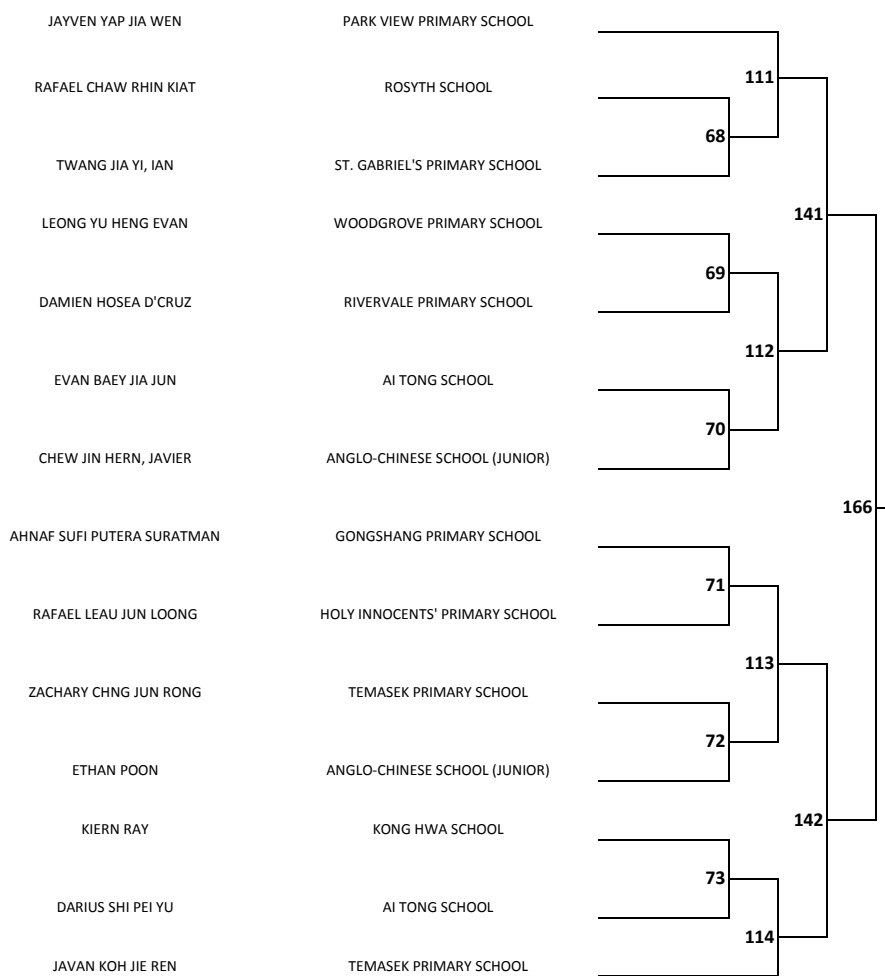 JAYVEN YAP JIA WEN PARK VIEW PRIMARY SCHOOL
111
RAFAEL CHAW RHIN KIAT ROSYTH SCHOOL
68
TWANG JIA YI, IAN ST. GABRIEL'S PRIMARY SCHOOL
141
LEONG YU HENG EVAN WOODGROVE PRIMARY SCHOOL
69
DAMIEN HOSEA D'CRUZ RIVERVALE PRIMARY SCHOOL
112
EVAN BAEY JIA JUN AI TONG SCHOOL
70
CHEW JIN HERN, JAVIER ANGLO-CHINESE SCHOOL (JUNIOR)
166
AHNAF SUFI PUTERA SURATMAN GONGSHANG PRIMARY SCHOOL
71
RAFAEL LEAU JUN LOONG HOLY INNOCENTS' PRIMARY SCHOOL
113
ZACHARY CHNG JUN RONG TEMASEK PRIMARY SCHOOL
72
ETHAN POON ANGLO-CHINESE SCHOOL (JUNIOR)
142
KIERN RAY KONG HWA SCHOOL
73
DARIUS SHI PEI YU AI TONG SCHOOL
114
JAVAN KOH JIE REN TEMASEK PRIMARY SCHOOL